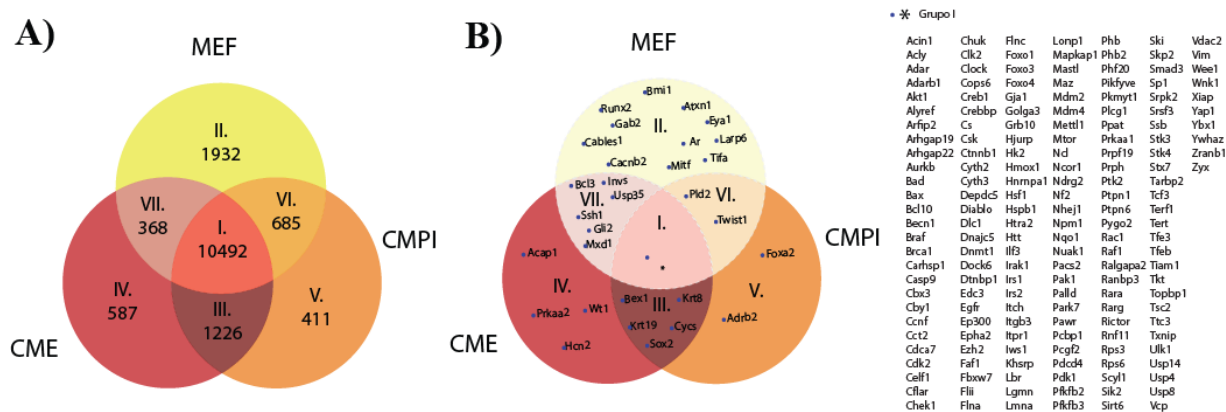 A)
MEF
II.
1932
VII.
368
VI.
685
I.
10492
CMPI
IV.
587
III.
1226
V.
411
CME
B)
MEF
Bmi1
Runx2
Atxn1
Gab2
II.
Eya1
Cables1
Ar
Larp6
Cacnb2
Mitf
Tifa
Bcl3
Invs
VII.
Usp35
Pld2
VI.
Ssh1
I.
Twist1
Gli2
Mxd1
CMPI
Acap1
*
Foxa2
IV.
III.
V.
Bex1
Krt8
Prkaa2
Wt1
Krt19
Cycs
Adrb2
Hcn2
Sox2
CME
* Grupo I
Acin1 Chuk Flnc Lonp1 Phb Ski Vdac2
Acly Clk2 Foxo1 Mapkap1 Phb2 Skp2 Vim
Adar Clock Foxo3 Mastl Phf20 Smad3 Wee1
Adarb1 Cops6 Foxo4 Maz Pikfyve Sp1 Wnk1
Akt1 Creb1 Gja1 Mdm2 Pkmyt1 Srpk2 Xiap
Alyref Crebbp Golga3 Mdm4 Plcg1 Srsf3 Yap1
Arfip2 Cs Grb10 Mettl1 Ppat Ssb Ybx1
Arhgap19 Csk Hjurp Mtor Prkaa1 Stk3 Ywhaz
Arhgap22 Ctnnb1 Hk2 Ncl Prpf19 Stk4 Zranb1
Aurkb Cyth2 Hmox1 Ncor1 Prph Stx7 Zyx
Bad Cyth3 Hnrnpa1 Ndrg2 Ptk2 Tarbp2
Bax Depdc5 Hsf1 Nf2 Ptpn1 Tcf3
Bcl10 Diablo Hspb1 Nhej1 Ptpn6 Terf1
Becn1 Dlc1 Htra2 Npm1 Pygo2 Tert
Braf Dnajc5 Htt Nqo1 Rac1 Tfe3
Brca1 Dnmt1 Ilf3 Nuak1 Raf1 Tfeb
Carhsp1 Dock6 Irak1 Pacs2 Ralgapa2 Tiam1
Casp9 Dtnbp1 Irs1 Pak1 Ranbp3 Tkt
Cbx3 Edc3 Irs2 Palld Rara Topbp1
Cby1 Egfr Itch Park7 Rarg Tsc2
Ccnf Ep300 Itgb3 Pawr Rictor Ttc3
Cct2 Epha2 Itpr1 Pcbp1 Rnf11 Txnip
Cdca7 Ezh2 Iws1 Pcgf2 Rps3 Ulk1
Cdk2 Faf1 Khsrp Pdcd4 Rps6 Usp14
Celf1 Fbxw7 Lbr Pdk1 Scyl1 Usp4
Cflar Flii Lgmn Pfkfb2 Sik2 Usp8
Chek1 Flna Lmna Pfkfb3 Sirt6 Vcp